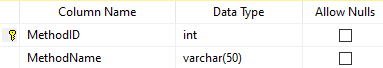 Column Name Data Type Allow Nulls
MethodID int
MethodName varchar(50)